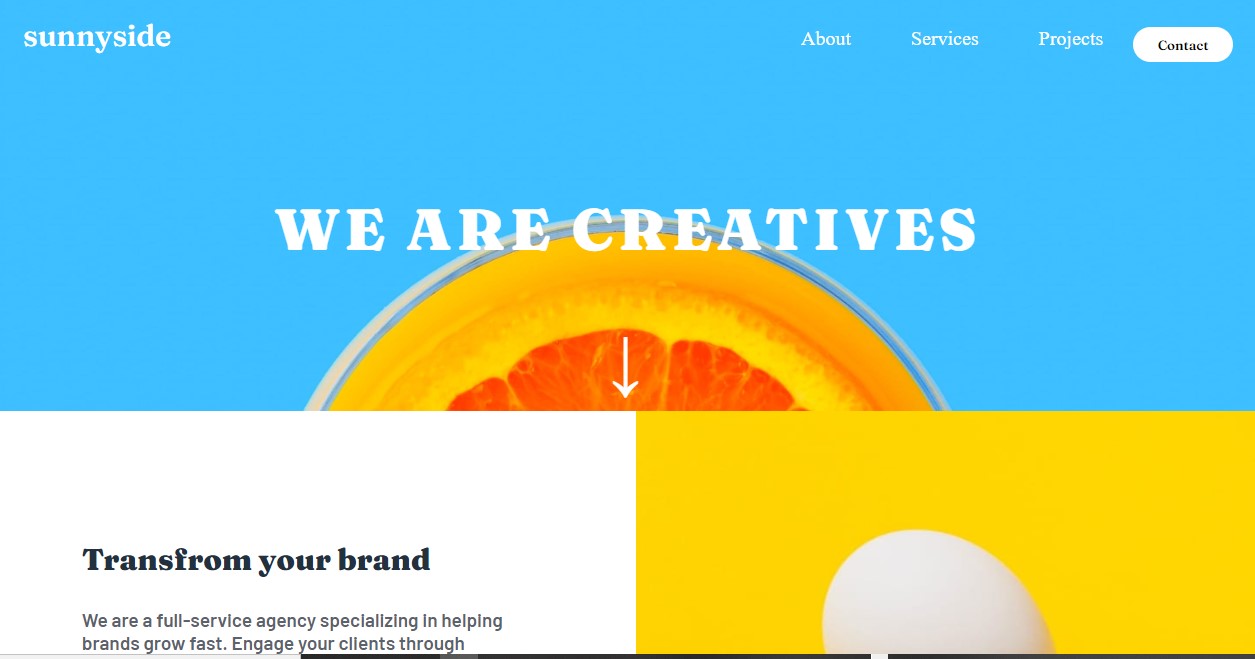 sunnyside
About Services Projects Contact
WE ARE CREATIVES
Transfrom your brand
We are a full-service agency specializing in helping
brands grow fast. Engage your clients through